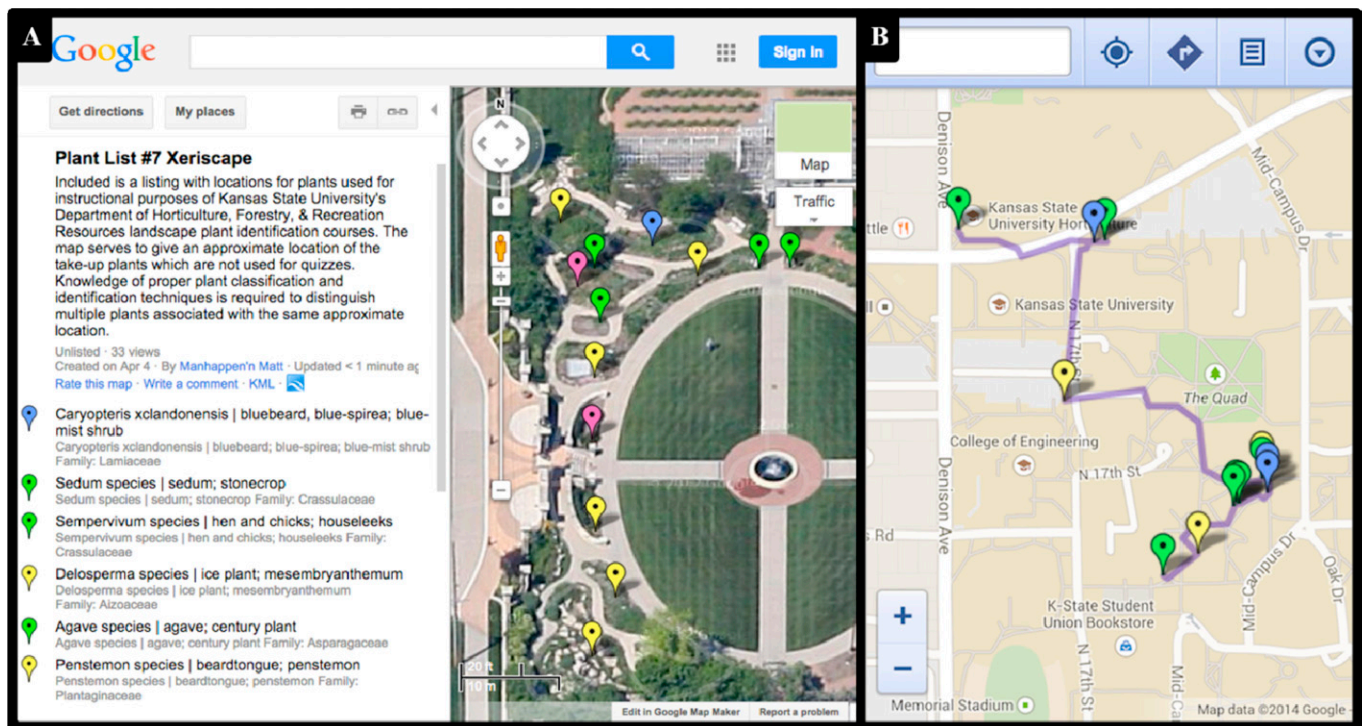 A
Google
Sign in
Get directions
My places
Plant List #7 Xeriscape
Included is a listing with locations for plants used for
instructional purposes of Kansas State University's
Department of Horticulture, Forestry, & Recreation
Resources landscape plant identification courses. The
map serves to give an approximate location of the
take-up plants which are not used for quizzes.
Knowledge of proper plant classification and
identification techniques is required to distinguish
multiple plants associated with the same approximate
location.
Unlisted · 33 views
Created on Apr 4 · By Manhappen'n Matt · Updated < 1 minute ag
Rate this map · Write a comment · KML ·
Caryopteris xclandonensis | bluebeard, blue-spirea; blue-
mist shrub
Caryopteris xclandonensis | bluebeard; blue-spirea; blue-mist shrub
Family: Lamiaceae
Sedum species | sedum; stonecrop
Sedum species | sedum; stonecrop Family: Crassulaceae
Sempervivum species | hen and chicks; houseleeks
Sempervivum species | hen and chicks; houseleeks Family:
Crassulaceae
Delosperma species | ice plant; mesembryanthemum
Delosperma species | ice plant; mesembryanthemum
Family: Aizoaceae
Agave species | agave; century plant
Agave species | agave; century plant Family: Asparagaceae
Penstemon species | beardtongue; penstemon
Penstemon species | beardtongue; penstemon Family:
Plantaginaceae
N
Map
Traffic
20 ft
10 m
Edit in Google Map Maker
Report a problem
B
Denison Ave
Mid-Campus Dr
Kansas State
University Horticulture
ttle
Kansas State University
N 17th St
The Quad
College of Engineering
N 17th St
Denison Ave
s Rd
Mid-Campus Dr
Oak Dr
K-State Student
Union Bookstore
N 17th St
Mid-Ca
Memorial Stadium
+
−
Map data ©2014 Google -